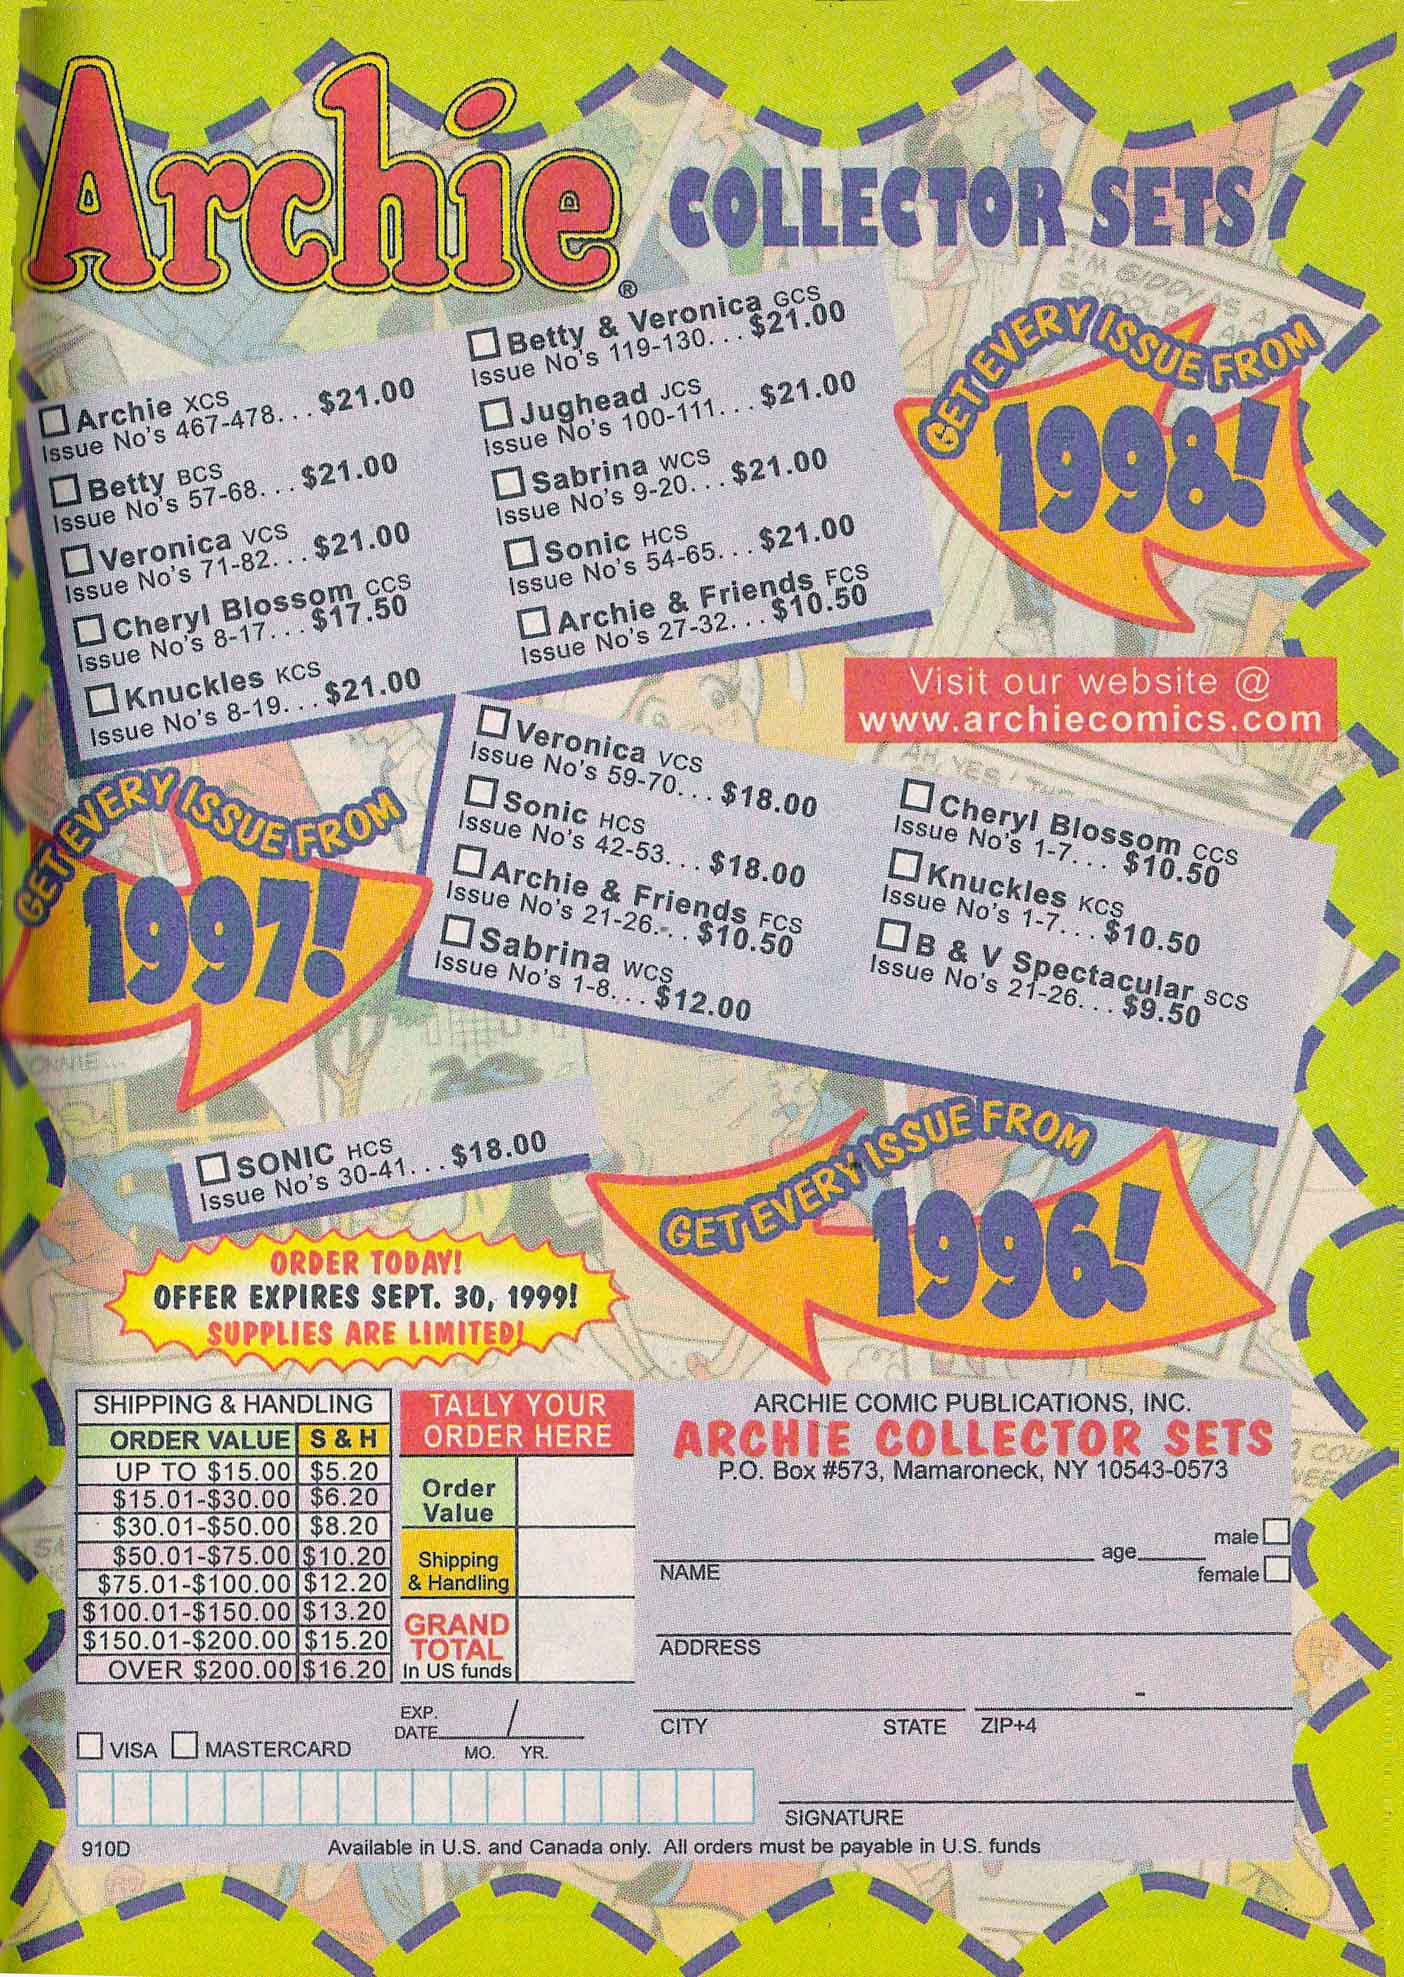 Archie®
COLLECTOR SETS
GET EVERY ISSUE FROM
1998!
Archie XCS
Issue No's 467-478... $21.00
Betty BCS
Issue No's 57-68... $21.00
Veronica VCS
Issue No's 71-82... $21.00
Cheryl Blossom CCS
Issue No's 8-17... $17.50
Knuckles KCS
Issue No's 8-19... $21.00
Betty & Veronica GCS
Issue No's 119-130... $21.00
Jughead JCS
Issue No's 100-111... $21.00
Sabrina WCS
Issue No's 9-20... $21.00
Sonic HCS
Issue No's 54-65... $21.00
Archie & Friends FCS
Issue No's 27-32... $10.50
Visit our website @
www.archiecomics.com
GET EVERY ISSUE FROM
1997!
Veronica VCS
Issue No's 59-70... $18.00
Sonic HCS
Issue No's 42-53... $18.00
Archie & Friends FCS
Issue No's 21-26... $10.50
Sabrina WCS
Issue No's 1-8... $12.00
Cheryl Blossom CCS
Issue No's 1-7... $10.50
Knuckles KCS
Issue No's 1-7... $10.50
B & V Spectacular SCS
Issue No's 21-26... $9.50
SONIC HCS
Issue No's 30-41... $18.00
GET EVERY ISSUE FROM
1996!
ORDER TODAY!
OFFER EXPIRES SEPT. 30, 1999!
SUPPLIES ARE LIMITED!
SHIPPING & HANDLING
ORDER VALUE S & H
UP TO $15.00 $5.20
$15.01-$30.00 $6.20
$30.01-$50.00 $8.20
$50.01-$75.00 $10.20
$75.01-$100.00 $12.20
$100.01-$150.00 $13.20
$150.01-$200.00 $15.20
OVER $200.00 $16.20
TALLY YOUR
ORDER HERE
Order
Value
Shipping
& Handling
GRAND
TOTAL
In US funds
ARCHIE COMIC PUBLICATIONS, INC.
ARCHIE COLLECTOR SETS
P.O. Box #573, Mamaroneck, NY 10543-0573
male
age
NAME
female
ADDRESS
-
CITY STATE ZIP+4
EXP.
DATE /
MO. YR.
VISA MASTERCARD
SIGNATURE
910D
Available in U.S. and Canada only. All orders must be payable in U.S. funds